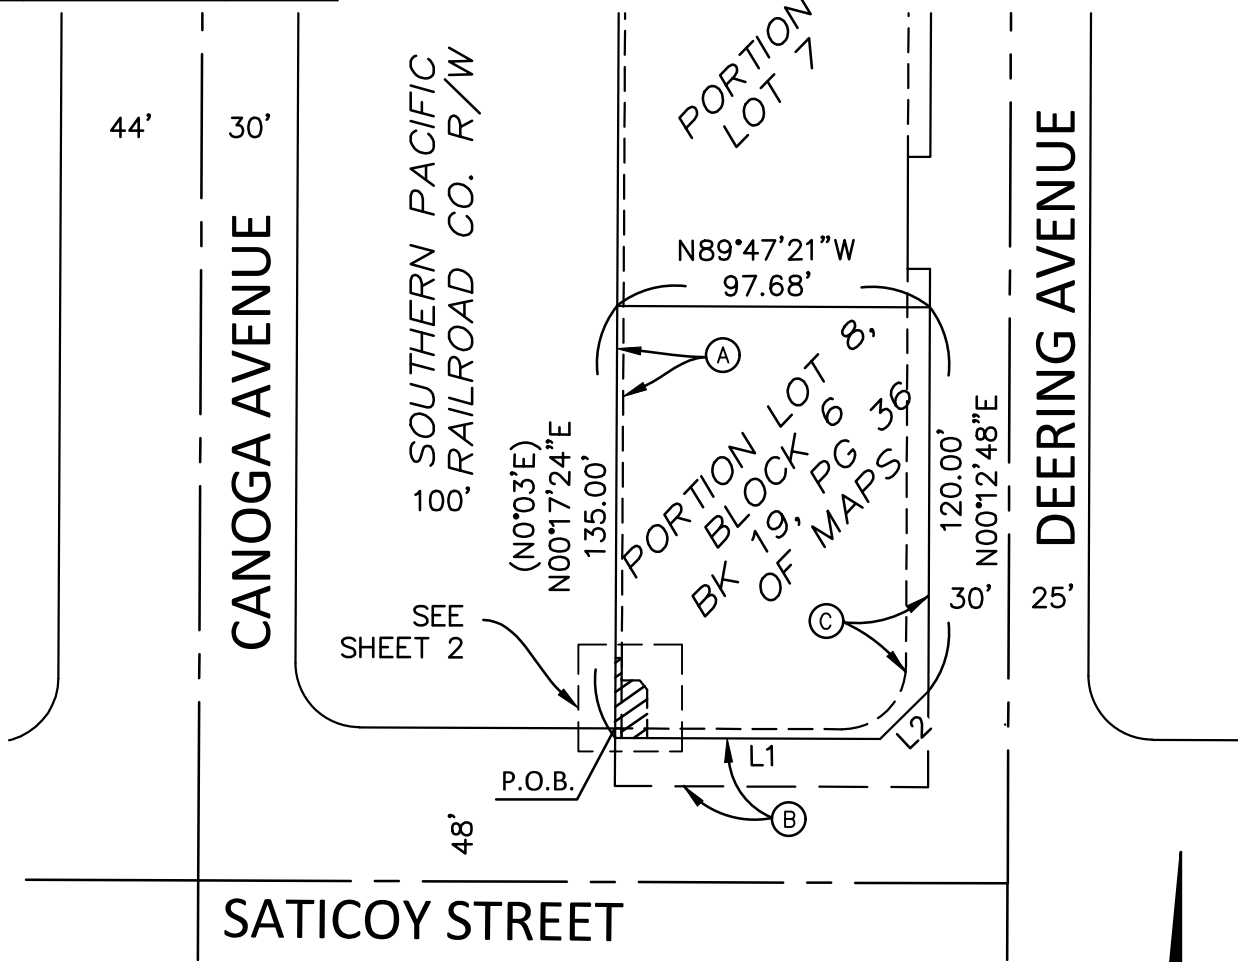 44'
30'
CANOGA AVENUE
SOUTHERN PACIFIC
RAILROAD CO. R/W
100'
PORTION
LOT 7
N89°47'21"W
97.68'
A
PORTION LOT 8,
BLOCK 6
BK 19, PG 36
OF MAPS
(N0°03'E)
N00°17'24"E
135.00'
120.00'
N00°12'48"E
DEERING AVENUE
30'
25'
C
SEE
SHEET 2
P.O.B.
L1
L2
B
48'
SATICOY STREET